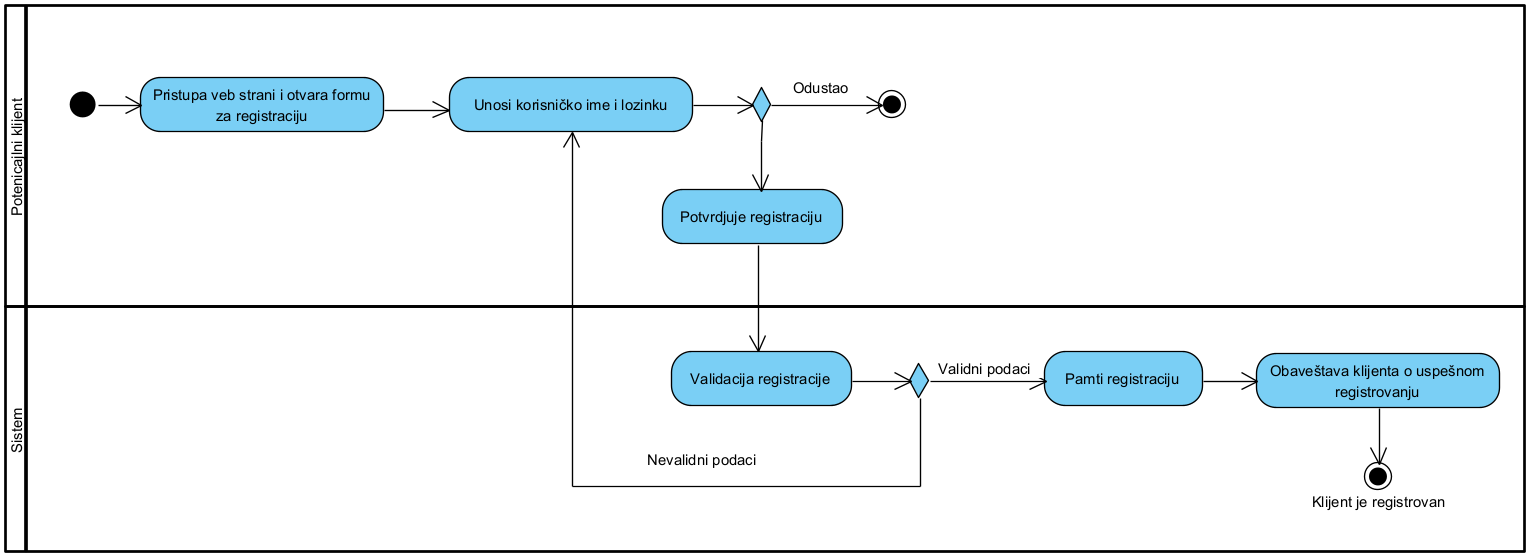 Potenicajlni klijent
Pristupa veb strani i otvara formu
za registraciju
Unosi korisničko ime i lozinku
Odustao
Potvrdjuje registraciju
Sistem
Validacija registracije
Validni podaci
Pamti registraciju
Obaveštava klijenta o uspešnom
registrovanju
Nevalidni podaci
Klijent je registrovan